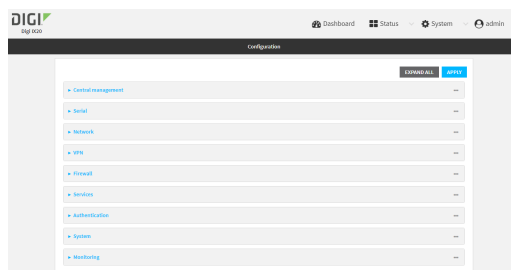 DIGI
Digi IX20
Dashboard Status System admin
Configuration
EXPAND ALL APPLY
Central management
Serial
Network
VPN
Firewall
Services
Authentication
System
Monitoring